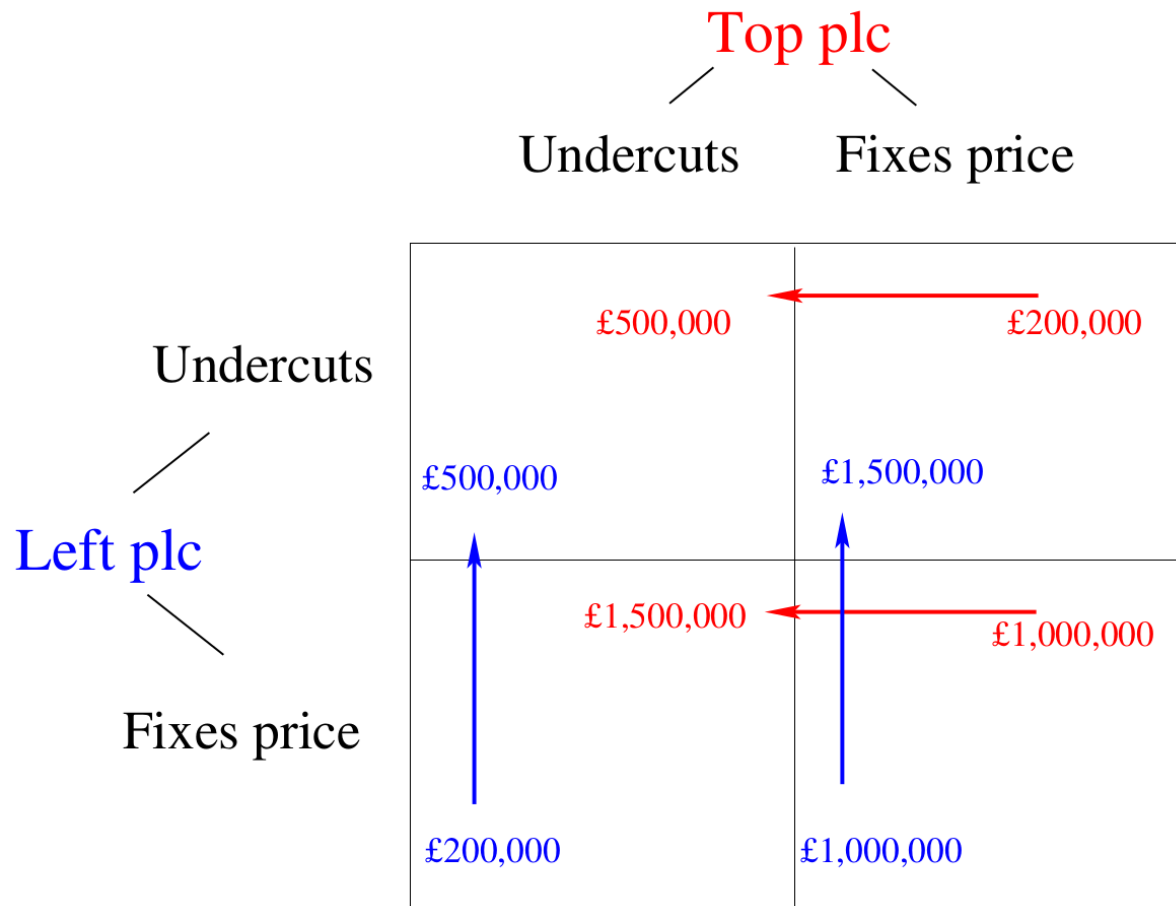 Top plc
Undercuts Fixes price
£500,000 £200,000
Undercuts
£500,000 £1,500,000
Left plc
£1,500,000 £1,000,000
Fixes price
£200,000 £1,000,000